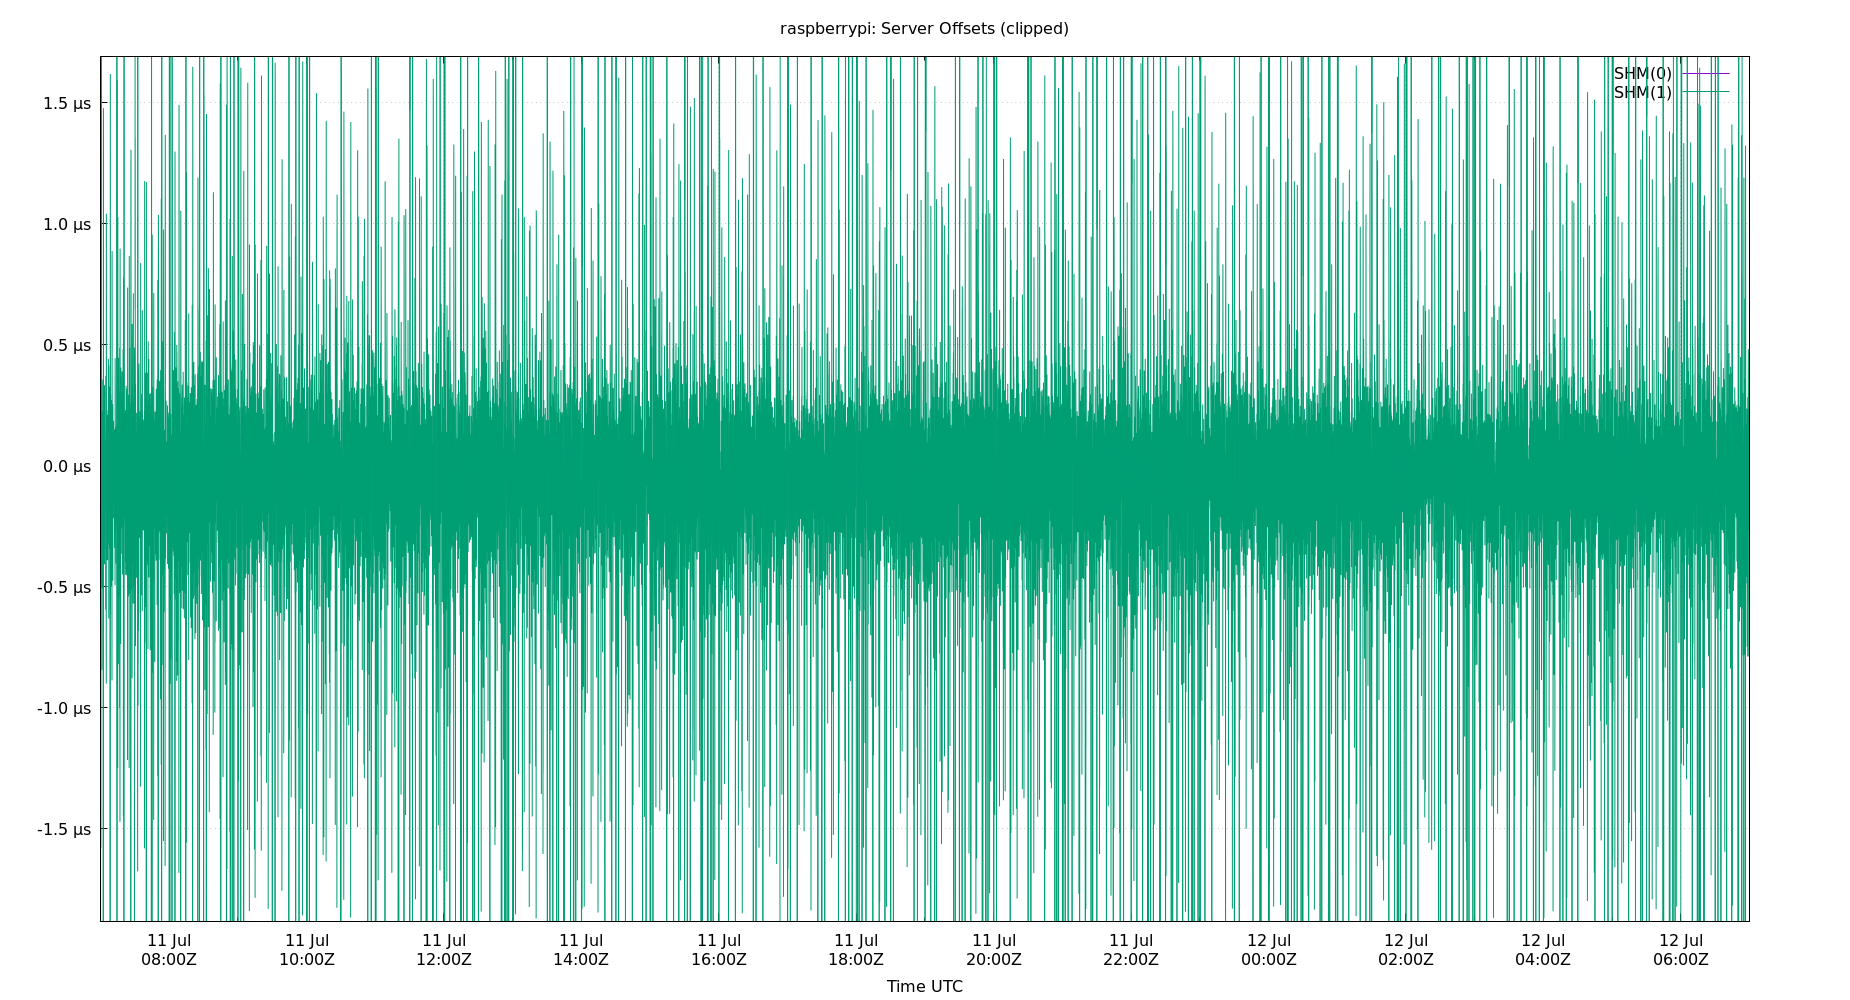 raspberrypi: Server Offsets (clipped)
SHM(0)
SHM(1)
1.5 µs
1.0 µs
0.5 µs
0.0 µs
-0.5 µs
-1.0 µs
-1.5 µs
11 Jul 11 Jul 11 Jul 11 Jul 11 Jul 11 Jul 11 Jul 11 Jul 12 Jul 12 Jul 12 Jul 12 Jul
08:00Z 10:00Z 12:00Z 14:00Z 16:00Z 18:00Z 20:00Z 22:00Z 00:00Z 02:00Z 04:00Z 06:00Z
Time UTC